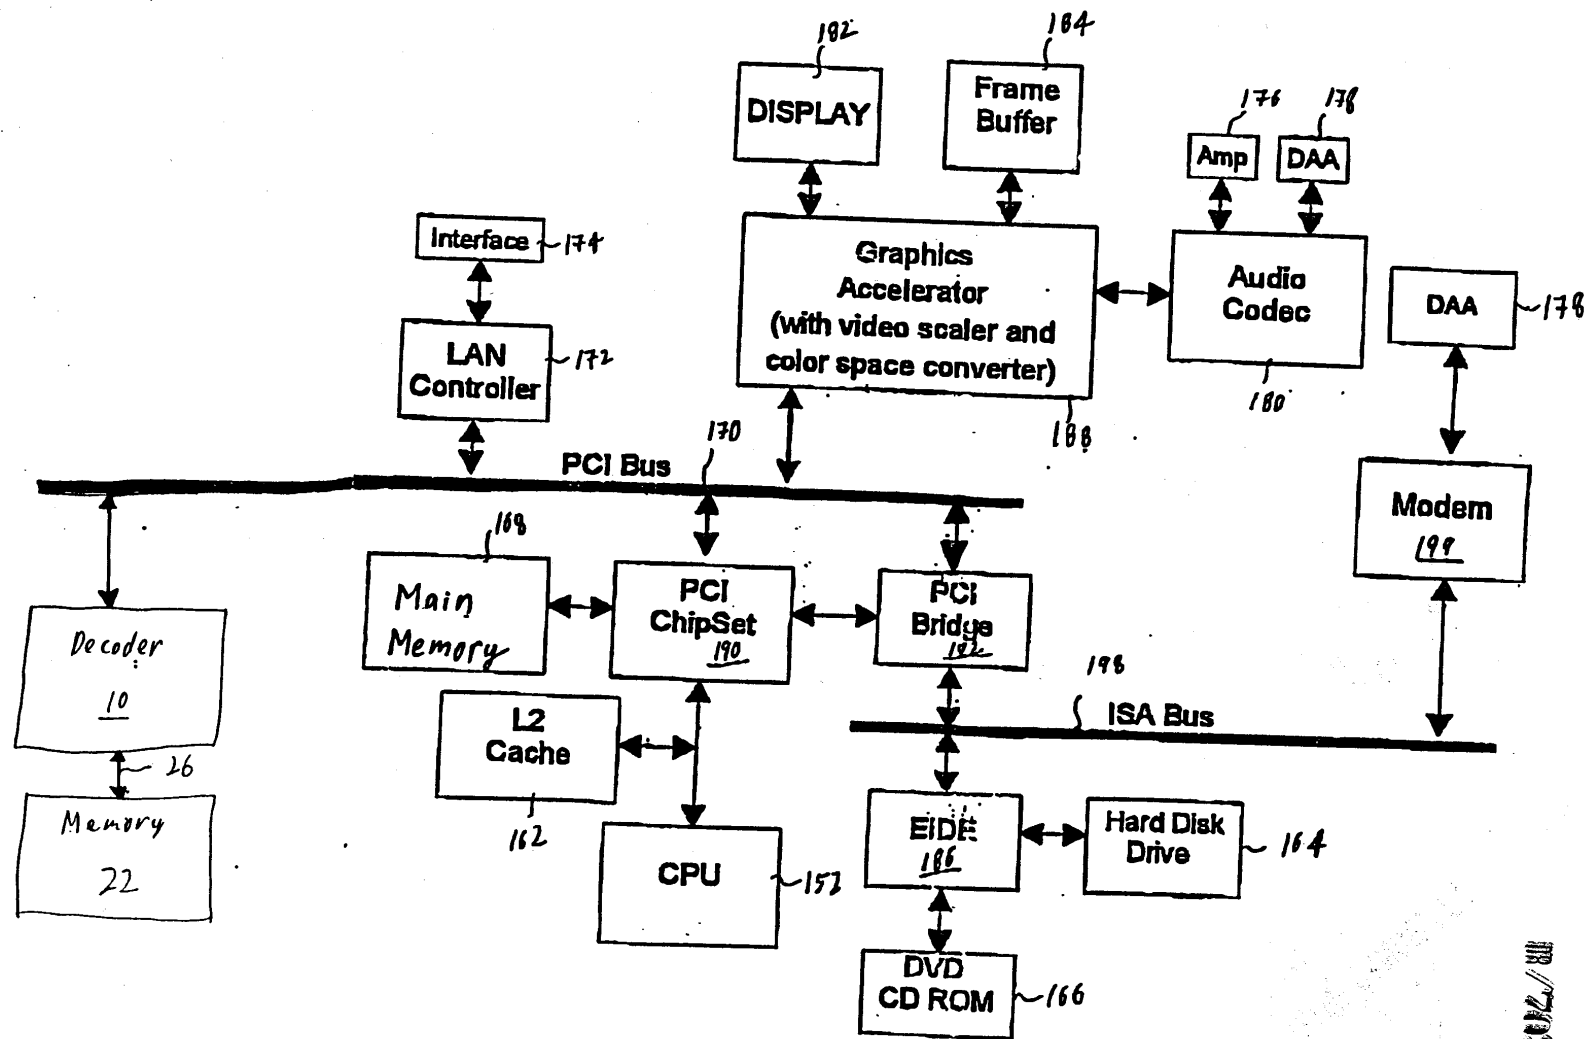 182
184
DISPLAY
Frame
Buffer
176
178
Amp
DAA
Interface
174
Graphics
Accelerator
(with video scaler and
color space converter)
188
Audio
Codec
180
DAA
178
LAN
Controller
172
170
PCI Bus
Modem
199
168
Main
Memory
PCI
ChipSet
190
PCI
Bridge
192
Decoder
10
26
Memory
22
L2
Cache
162
CPU
152
198
ISA Bus
EIDE
186
Hard Disk
Drive
164
DVD
CD ROM
166